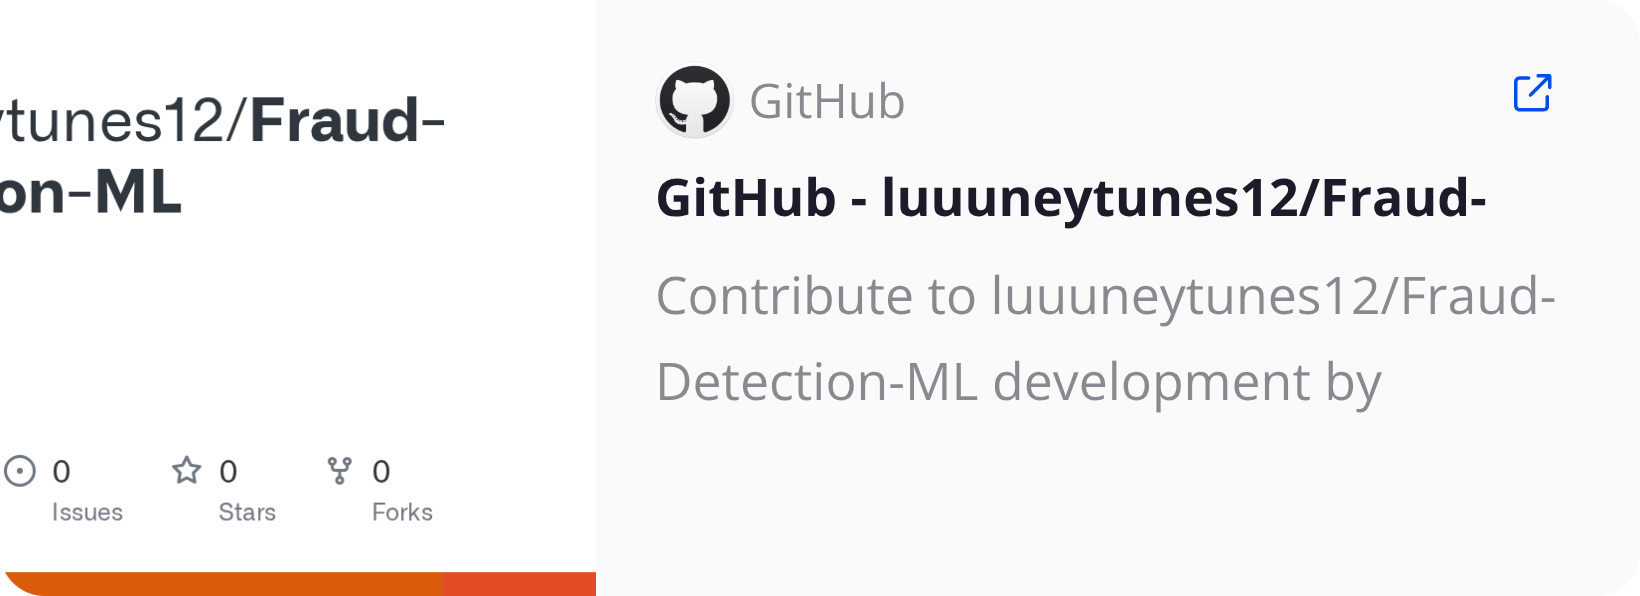 ytunes12/Fraud-
on-ML
0
Issues
0
Stars
0
Forks
GitHub
GitHub - luuuneytunes12/Fraud-
Contribute to luuuneytunes12/Fraud-
Detection-ML development by